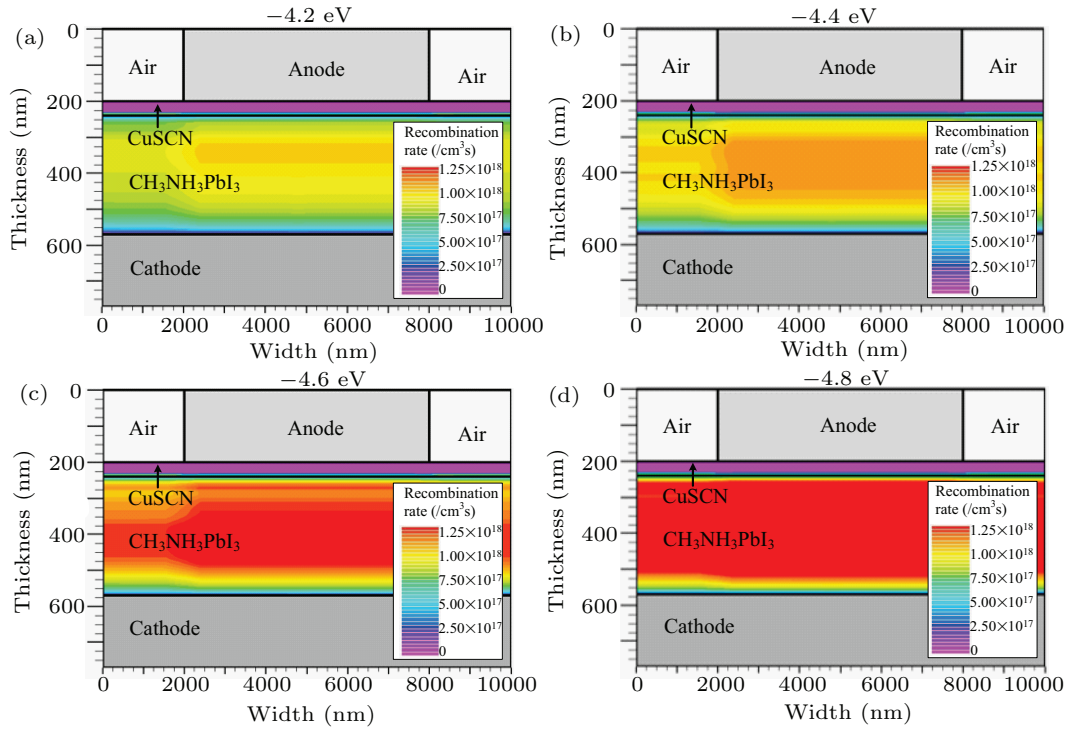 −4.2 eV
(a)
0
200
400
600
Thickness (nm)
Air
Anode
Air
CuSCN
CH₃NH₃PbI₃
Cathode
Recombination
rate (/cm³s)
1.25×10¹⁸
1.00×10¹⁸
7.50×10¹⁷
5.00×10¹⁷
2.50×10¹⁷
0
0 2000 4000 6000 8000 10000
Width (nm)
−4.4 eV
(b)
0
200
400
600
Thickness (nm)
Air
Anode
Air
CuSCN
CH₃NH₃PbI₃
Cathode
Recombination
rate (/cm³s)
1.25×10¹⁸
1.00×10¹⁸
7.50×10¹⁷
5.00×10¹⁷
2.50×10¹⁷
0
0 2000 4000 6000 8000 10000
Width (nm)
−4.6 eV
(c)
0
200
400
600
Thickness (nm)
Air
Anode
Air
CuSCN
CH₃NH₃PbI₃
Cathode
Recombination
rate (/cm³s)
1.25×10¹⁸
1.00×10¹⁸
7.50×10¹⁷
5.00×10¹⁷
2.50×10¹⁷
0
0 2000 4000 6000 8000 10000
Width (nm)
−4.8 eV
(d)
0
200
400
600
Thickness (nm)
Air
Anode
Air
CuSCN
CH₃NH₃PbI₃
Cathode
Recombination
rate (/cm³s)
1.25×10¹⁸
1.00×10¹⁸
7.50×10¹⁷
5.00×10¹⁷
2.50×10¹⁷
0
0 2000 4000 6000 8000 10000
Width (nm)